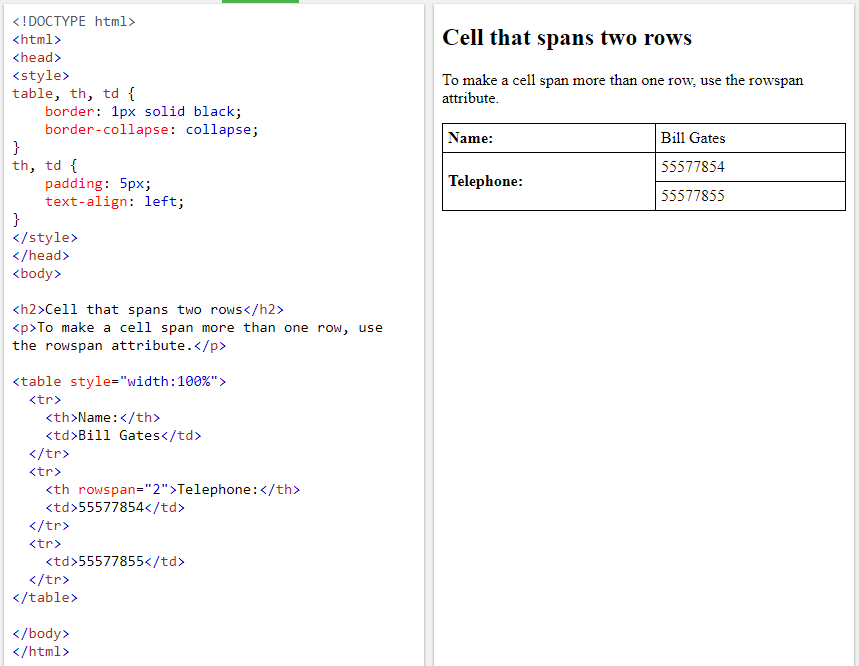 <!DOCTYPE html>
<html>
<head>
<style>
table, th, td {
    border: 1px solid black;
    border-collapse: collapse;
}
th, td {
    padding: 5px;
    text-align: left;
}
</style>
</head>
<body>

<h2>Cell that spans two rows</h2>
<p>To make a cell span more than one row, use
the rowspan attribute.</p>

<table style="width:100%">
  <tr>
    <th>Name:</th>
    <td>Bill Gates</td>
  </tr>
  <tr>
    <th rowspan="2">Telephone:</th>
    <td>55577854</td>
  </tr>
  <tr>
    <td>55577855</td>
  </tr>
</table>

</body>
</html>
Cell that spans two rows
To make a cell span more than one row, use the rowspan
attribute.
Name: Bill Gates
Telephone: 55577854
55577855